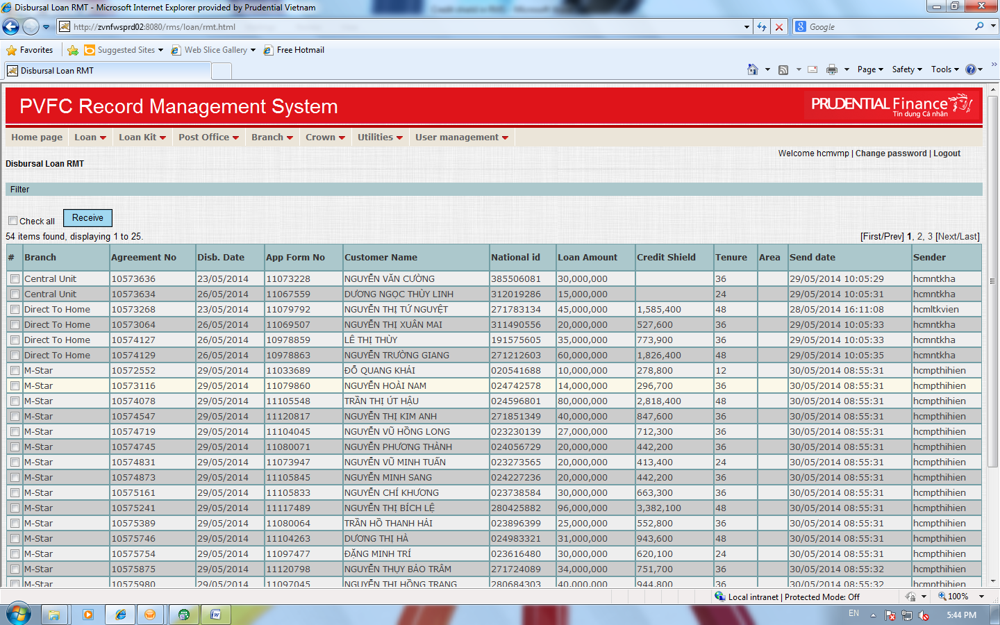 Disbursal Loan RMT - Microsoft Internet Explorer provided by Prudential Vietnam
http://zvnfwsprd02:8080/rms/loan/rmt.html
Google
Favorites Suggested Sites Web Slice Gallery Free Hotmail
Disbursal Loan RMT
Page Safety Tools
PVFC Record Management System
PRUDENTIAL Finance
Tín dụng Cá nhân
Home page Loan Loan Kit Post Office Branch Crown Utilities User management
Welcome hcmvmp | Change password | Logout
Disbursal Loan RMT
Filter
Check all Receive
54 items found, displaying 1 to 25. [First/Prev] 1, 2, 3 [Next/Last]
# Branch Agreement No Disb. Date App Form No Customer Name National id Loan Amount Credit Shield Tenure Area Send date Sender
Central Unit 10573636 23/05/2014 11073228 NGUYỄN VĂN CƯỜNG 385506081 30,000,000 36 29/05/2014 10:05:29 hcmntkha
Central Unit 10573634 26/05/2014 11067559 DƯƠNG NGỌC THÙY LINH 312019286 15,000,000 24 29/05/2014 10:05:31 hcmntkha
Direct To Home 10573268 23/05/2014 11079792 NGUYỄN THỊ TỨ NGUYỆT 271783134 45,000,000 1,585,400 48 28/05/2014 16:11:08 hcmltkvien
Direct To Home 10573064 26/05/2014 11069507 NGUYỄN THỊ XUÂN MAI 311490556 20,000,000 527,600 36 29/05/2014 10:05:33 hcmntkha
Direct To Home 10574127 26/05/2014 10978859 LÊ THỊ THÙY 191575605 35,000,000 773,900 36 29/05/2014 10:05:33 hcmntkha
Direct To Home 10574129 26/05/2014 10978863 NGUYỄN TRƯỜNG GIANG 271212603 60,000,000 1,826,400 48 29/05/2014 10:05:35 hcmntkha
M-Star 10572552 29/05/2014 11033689 ĐỖ QUANG KHẢI 020541688 10,000,000 278,800 12 30/05/2014 08:55:31 hcmpthihien
M-Star 10573116 29/05/2014 11079860 NGUYỄN HOÀI NAM 024742578 14,000,000 296,700 36 30/05/2014 08:55:31 hcmpthihien
M-Star 10574078 29/05/2014 11105548 TRẦN THỊ ÚT HẬU 024596801 80,000,000 2,818,400 48 30/05/2014 08:55:31 hcmpthihien
M-Star 10574547 29/05/2014 11120817 NGUYỄN THỊ KIM ANH 271851349 40,000,000 847,600 36 30/05/2014 08:55:31 hcmpthihien
M-Star 10574719 29/05/2014 11104045 NGUYỄN VŨ HỒNG LONG 023230139 27,000,000 712,300 36 30/05/2014 08:55:31 hcmpthihien
M-Star 10574745 29/05/2014 11080071 NGUYỄN PHƯƠNG THÀNH 024056729 20,000,000 442,200 36 30/05/2014 08:55:31 hcmpthihien
M-Star 10574831 29/05/2014 11073947 NGUYỄN VŨ MINH TUẤN 023273565 20,000,000 413,400 24 30/05/2014 08:55:31 hcmpthihien
M-Star 10574873 29/05/2014 11105845 NGUYỄN MINH SANG 024227236 20,000,000 442,200 36 30/05/2014 08:55:31 hcmpthihien
M-Star 10575161 29/05/2014 11105833 NGUYỄN CHÍ KHƯƠNG 023738584 30,000,000 663,300 36 30/05/2014 08:55:31 hcmpthihien
M-Star 10575241 29/05/2014 11117489 NGUYỄN THỊ BÍCH LỆ 280425882 96,000,000 3,382,100 48 30/05/2014 08:55:31 hcmpthihien
M-Star 10575389 29/05/2014 11080064 TRẦN HỒ THANH HẢI 023896399 25,000,000 552,800 36 30/05/2014 08:55:31 hcmpthihien
M-Star 10575746 29/05/2014 11104263 DƯƠNG THỊ HÀ 024983321 31,000,000 943,600 48 30/05/2014 08:55:31 hcmpthihien
M-Star 10575754 29/05/2014 11097477 ĐẶNG MINH TRÍ 023616480 30,000,000 620,100 24 30/05/2014 08:55:31 hcmpthihien
M-Star 10575875 29/05/2014 11120798 NGUYỄN THỤY BẢO TRÂM 271724089 34,000,000 751,700 36 30/05/2014 08:55:32 hcmpthihien
M-Star 10575980 29/05/2014 11097045 NGUYỄN THỊ HỒNG TRANG 280684303 40,000,000 944,800 36 30/05/2014 08:55:32 hcmpthihien
Local intranet | Protected Mode: Off 100%
EN 5:44 PM